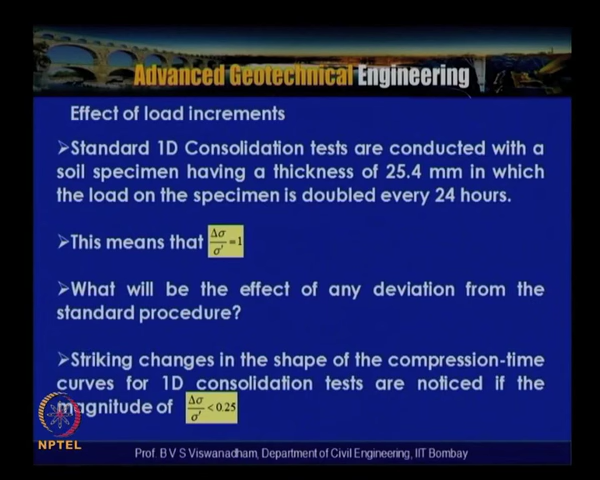 Advanced Geotechnical Engineering
Effect of load increments
➢Standard 1D Consolidation tests are conducted with a
soil specimen having a thickness of 25.4 mm in which
the load on the specimen is doubled every 24 hours.
➢This means that Δσ/σ' = 1
➢What will be the effect of any deviation from the
standard procedure?
➢Striking changes in the shape of the compression-time
curves for 1D consolidation tests are noticed if the
magnitude of Δσ/σ' < 0.25
NPTEL
Prof. B V S Viswanadham, Department of Civil Engineering, IIT Bombay